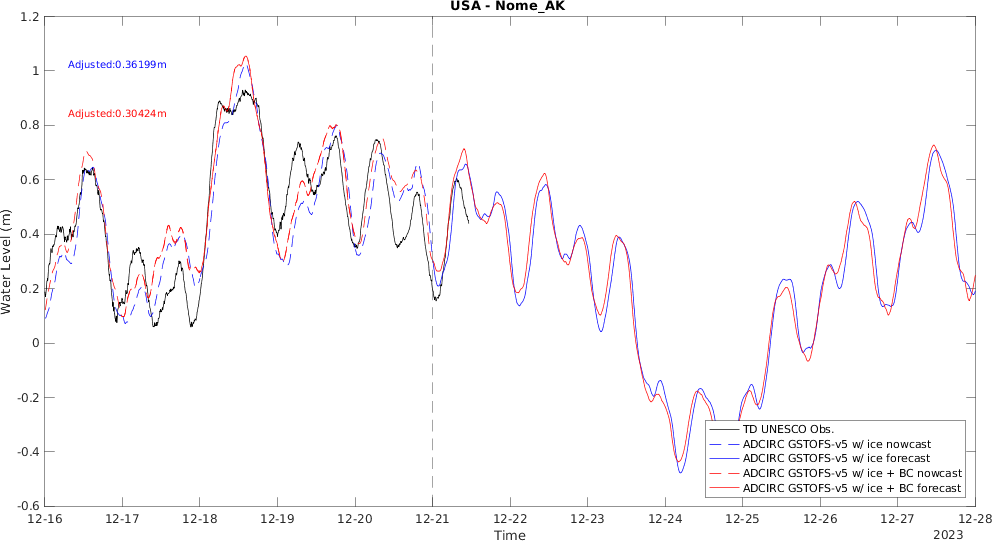 USA - Nome_AK
1.2
1
0.8
0.6
0.4
0.2
0
-0.2
-0.4
-0.6
Water Level (m)
Adjusted:0.36199m
Adjusted:0.30424m
TD UNESCO Obs.
ADCIRC GSTOFS-v5 w/ ice nowcast
ADCIRC GSTOFS-v5 w/ ice forecast
ADCIRC GSTOFS-v5 w/ ice + BC nowcast
ADCIRC GSTOFS-v5 w/ ice + BC forecast
12-16 12-17 12-18 12-19 12-20 12-21 12-22 12-23 12-24 12-25 12-26 12-27 12-28
Time
2023